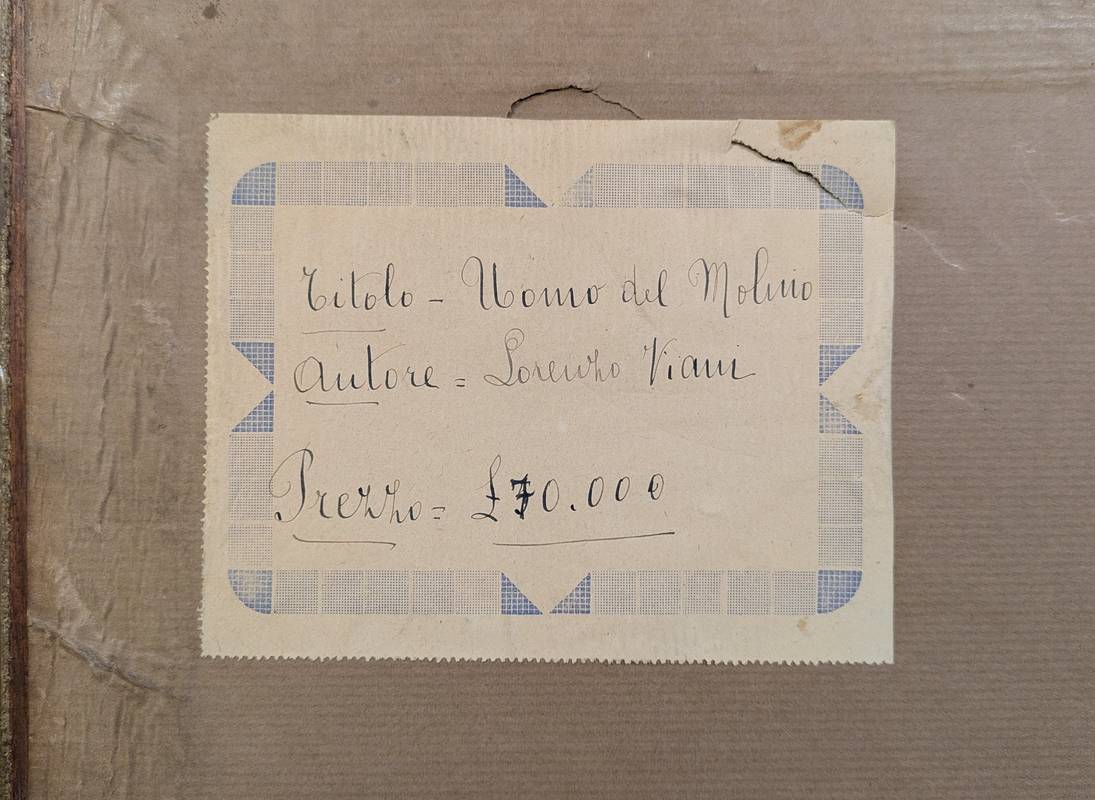 Titolo - Uomo del Molino
Autore = Lorenzo Viani
Prezzo = £70.000